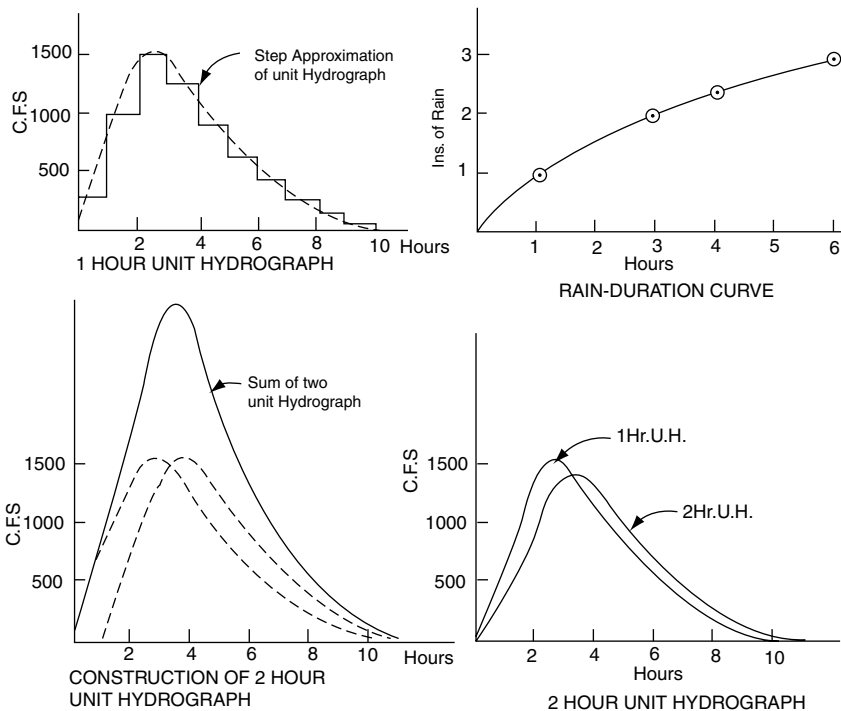 1500
1000
500
C.F.S
Step Approximation
of unit Hydrograph
2
4
6
8
10
Hours
1 HOUR UNIT HYDROGRAPH
3
2
1
Ins. of Rain
1
2
3
4
5
6
Hours
RAIN-DURATION CURVE
Sum of two
unit Hydrograph
1500
1000
500
C.F.S
2
4
6
8
10
Hours
CONSTRUCTION OF 2 HOUR
UNIT HYDROGRAPH
1Hr.U.H.
2Hr.U.H.
1500
1000
500
C.F.S
2
4
6
8
10
Hours
2 HOUR UNIT HYDROGRAPH